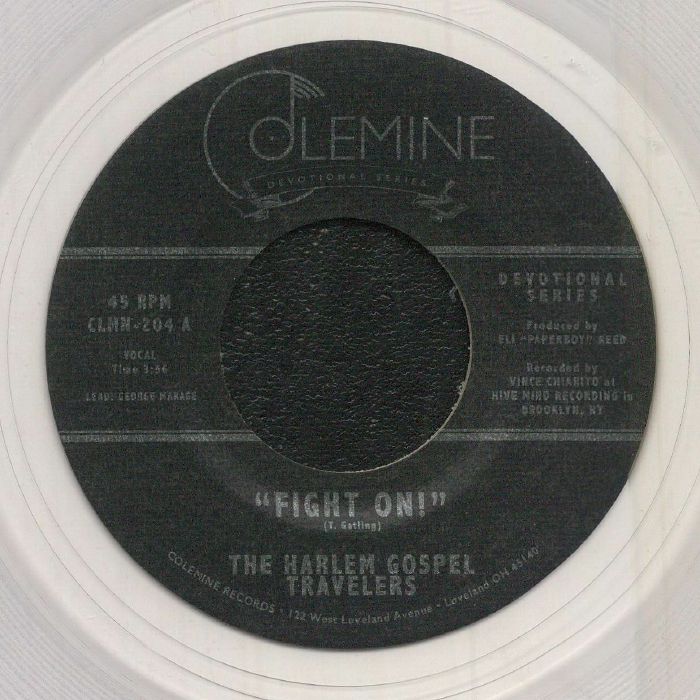 COLEMINE
DEVOTIONAL SERIES
45 RPM
CLMN-204 A
VOCAL
Time 3:56
LEAD: GEORGE MARAGE
DEVOTIONAL
SERIES
Produced by
ELI "PAPERBOY" REED
Recorded by
VINCE CHIARITO at
HIVE MIND RECORDING in
BROOKLYN, NY
"FIGHT ON!"
(T. Gatling)
THE HARLEM GOSPEL
TRAVELERS
COLEMINE RECORDS • 122 West Loveland Avenue • Loveland OH 45140